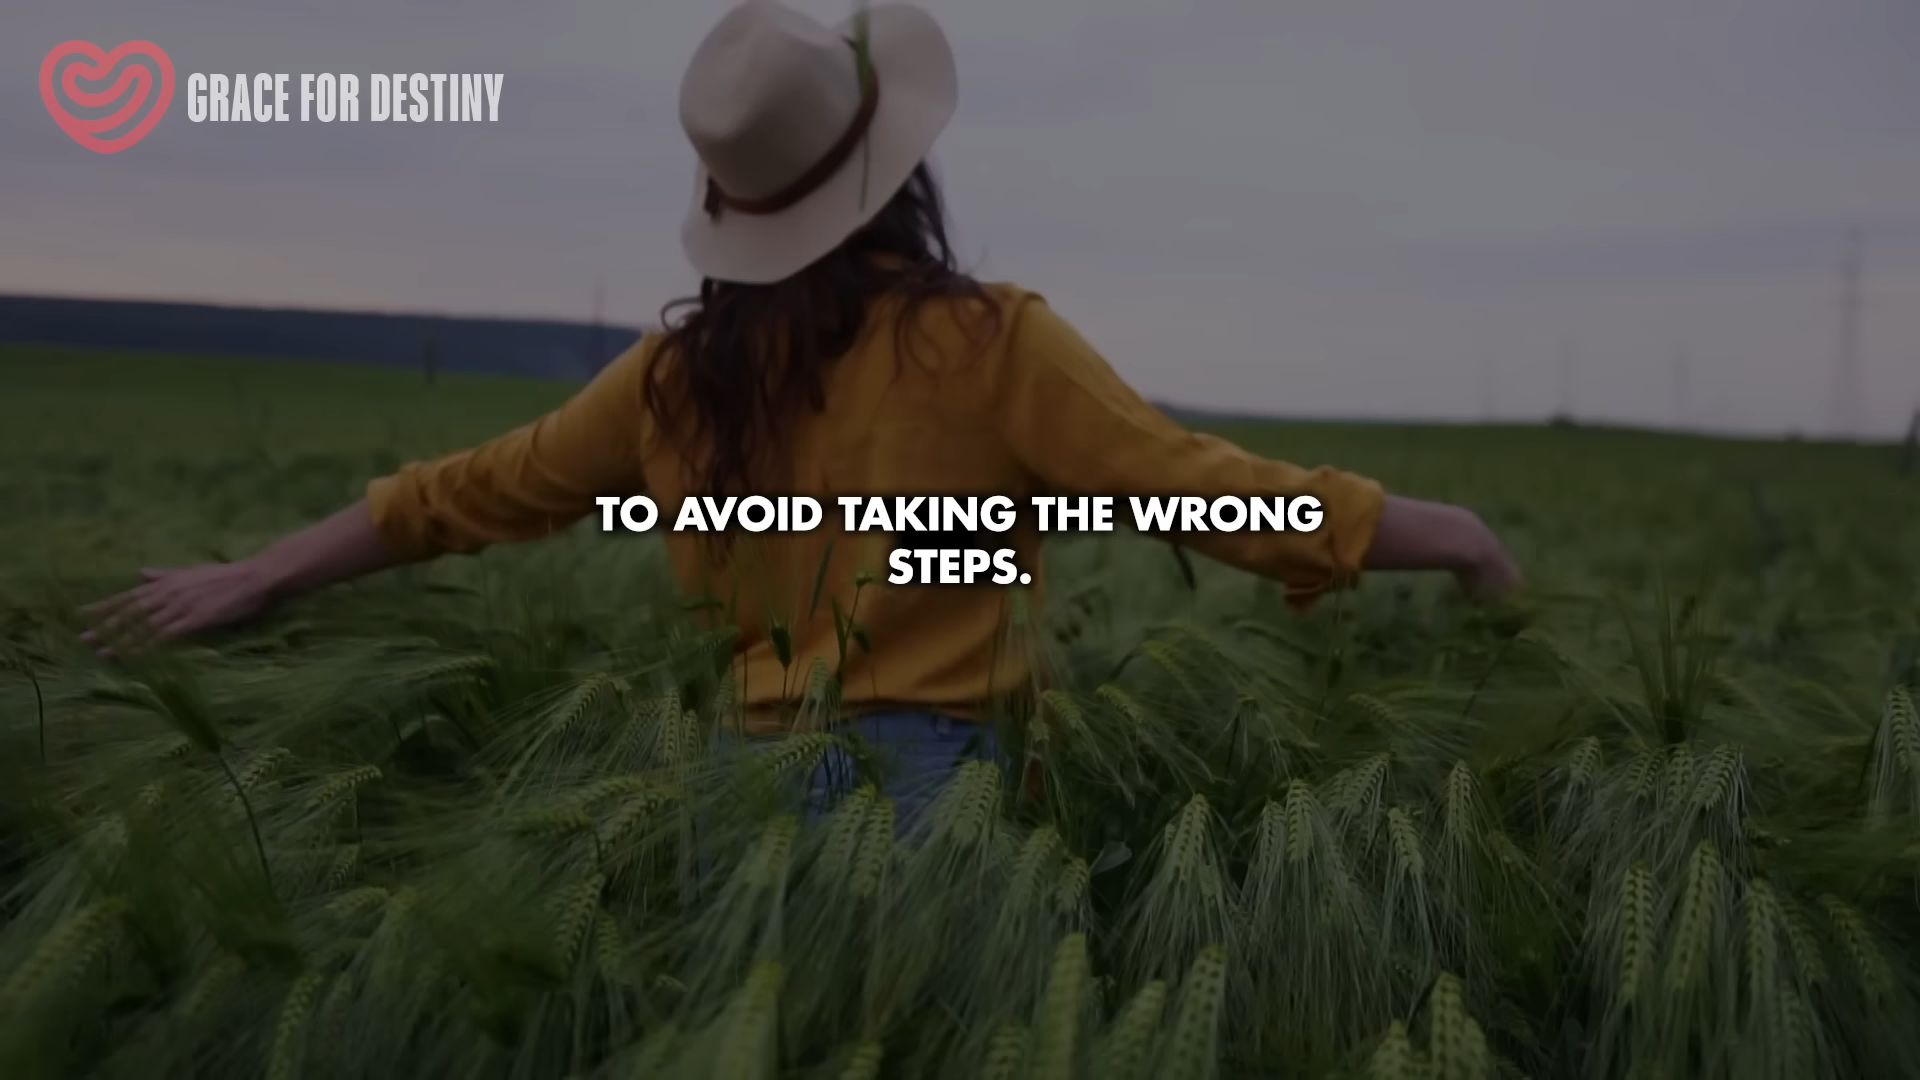 GRACE FOR DESTINY
TO AVOID TAKING THE WRONG
STEPS.